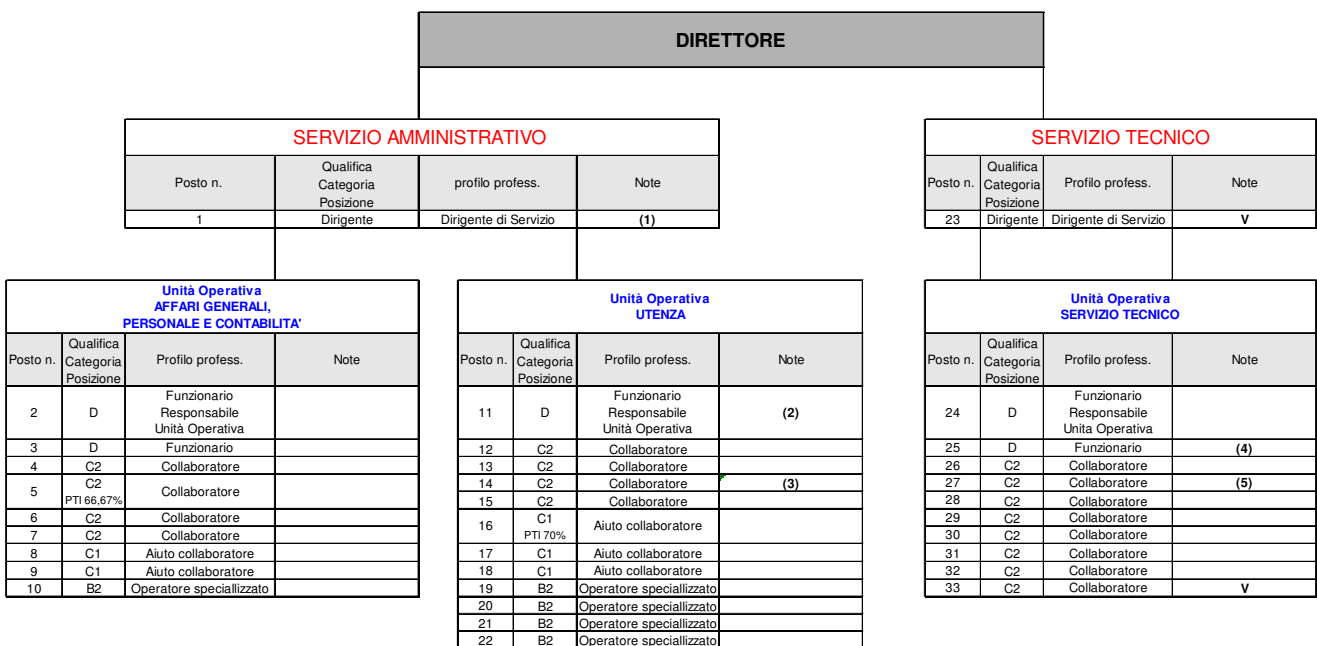 DIRETTORE
SERVIZIO AMMINISTRATIVO
Posto n. Qualifica Categoria Posizione profilo profess. Note
1 Dirigente Dirigente di Servizio (1)
SERVIZIO TECNICO
Posto n. Qualifica Categoria Posizione Profilo profess. Note
23 Dirigente Dirigente di Servizio V
Unità Operativa
AFFARI GENERALI,
PERSONALE E CONTABILITA'
Posto n. Qualifica Categoria Posizione Profilo profess. Note
2 D Funzionario Responsabile Unità Operativa
3 D Funzionario
4 C2 Collaboratore
5 C2 PTI 66,67% Collaboratore
6 C2 Collaboratore
7 C2 Collaboratore
8 C1 Aiuto collaboratore
9 C1 Aiuto collaboratore
10 B2 Operatore speciallizzato
Unità Operativa
UTENZA
Posto n. Qualifica Categoria Posizione Profilo profess. Note
11 D Funzionario Responsabile Unità Operativa (2)
12 C2 Collaboratore
13 C2 Collaboratore
14 C2 Collaboratore (3)
15 C2 Collaboratore
16 C1 PTI 70% Aiuto collaboratore
17 C1 Aiuto collaboratore
18 C1 Aiuto collaboratore
19 B2 Operatore speciallizzato
20 B2 Operatore speciallizzato
21 B2 Operatore speciallizzato
22 B2 Operatore speciallizzato
Unità Operativa
SERVIZIO TECNICO
Posto n. Qualifica Categoria Posizione Profilo profess. Note
24 D Funzionario Responsabile Unita Operativa
25 D Funzionario (4)
26 C2 Collaboratore
27 C2 Collaboratore (5)
28 C2 Collaboratore
29 C2 Collaboratore
30 C2 Collaboratore
31 C2 Collaboratore
32 C2 Collaboratore
33 C2 Collaboratore V